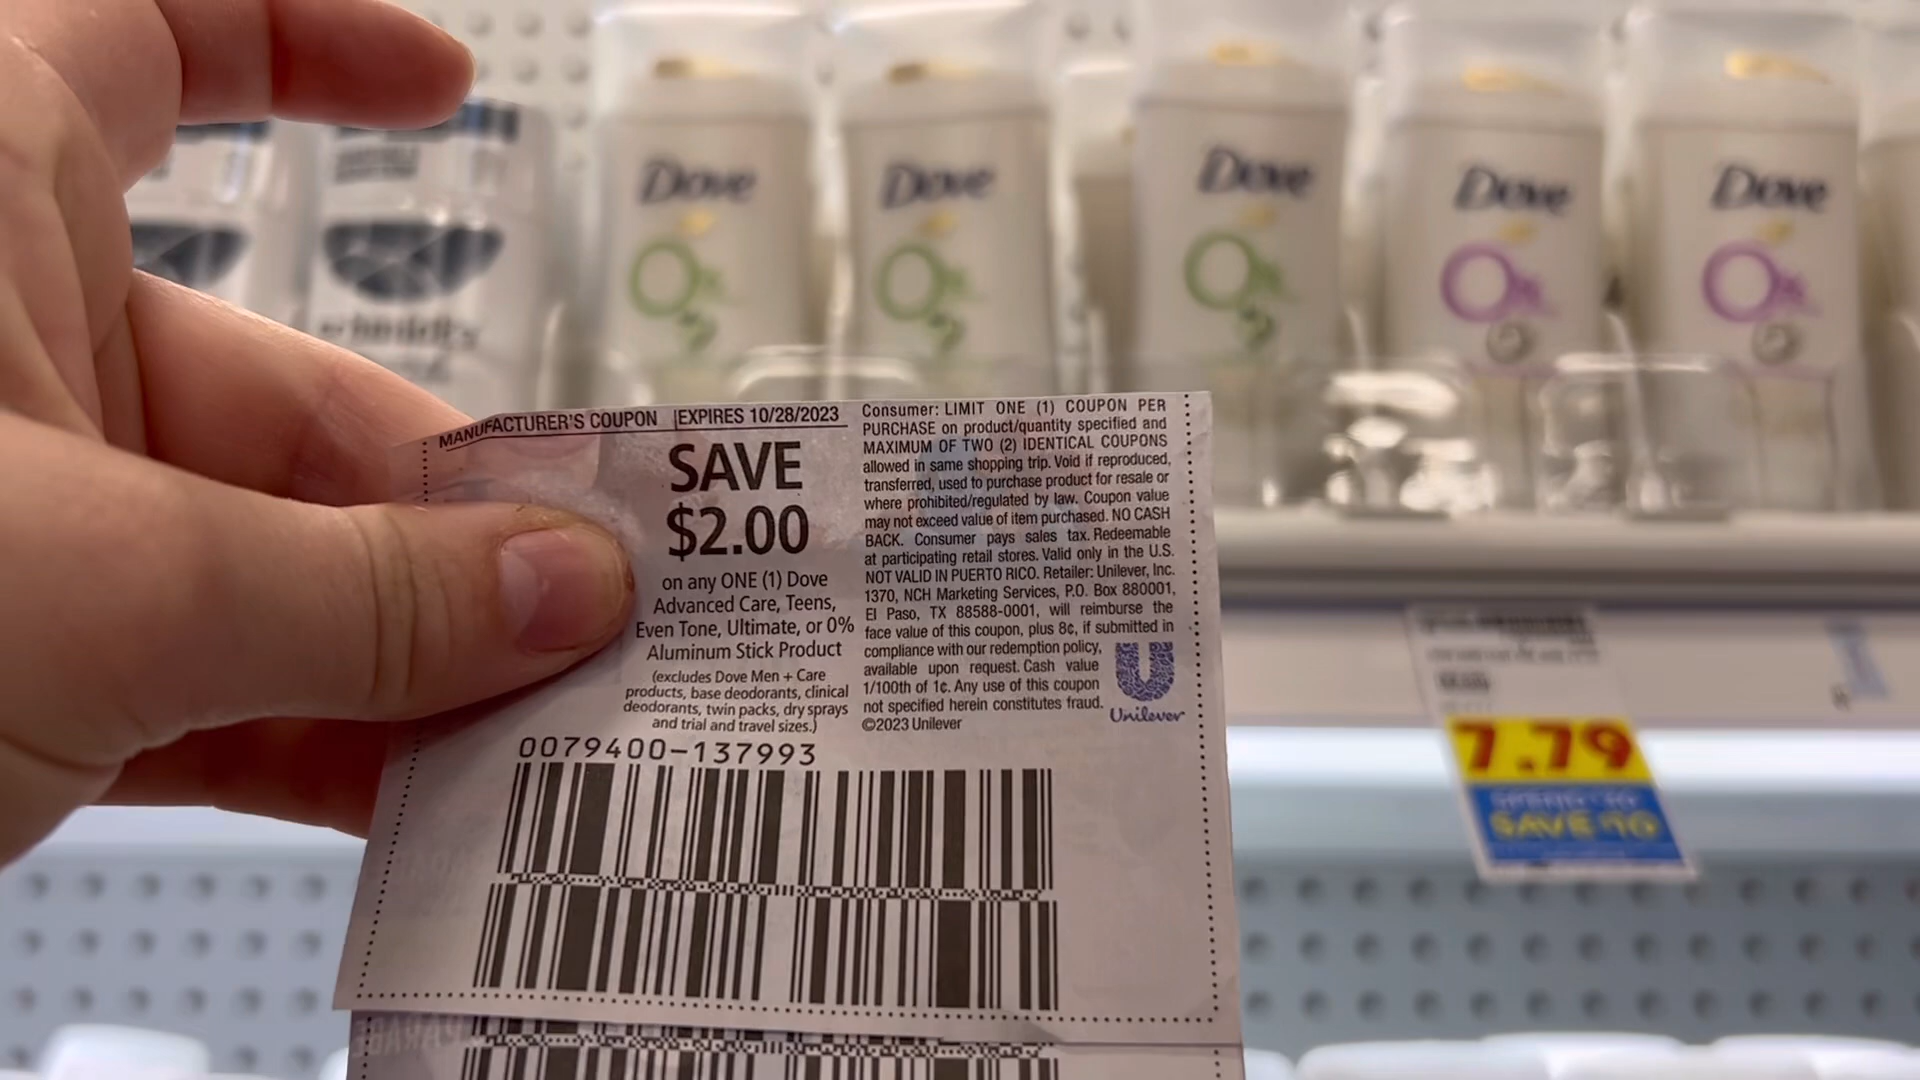 Dove
Dove
Dove
Dove
Dove
0%
0%
0%
0%
0%
MANUFACTURER'S COUPON | EXPIRES 10/28/2023
SAVE
$2.00
on any ONE (1) Dove
Advanced Care, Teens,
Even Tone, Ultimate, or 0%
Aluminum Stick Product
(excludes Dove Men + Care
products, base deodorants, clinical
deodorants, twin packs, dry sprays
and trial and travel sizes.)
Consumer: LIMIT ONE (1) COUPON PER
PURCHASE on product/quantity specified and
MAXIMUM OF TWO (2) IDENTICAL COUPONS
allowed in same shopping trip. Void if reproduced,
transferred, used to purchase product for resale or
where prohibited/regulated by law. Coupon value
may not exceed value of item purchased. NO CASH
BACK. Consumer pays sales tax. Redeemable
at participating retail stores. Valid only in the U.S.
NOT VALID IN PUERTO RICO. Retailer: Unilever, Inc.
1370, NCH Marketing Services, P.O. Box 880001,
El Paso, TX 88588-0001, will reimburse the
face value of this coupon, plus 8¢, if submitted in
compliance with our redemption policy,
available upon request. Cash value
1/100th of 1¢. Any use of this coupon
not specified herein constitutes fraud.
©2023 Unilever
Unilever
0079400-137993
7.79
SAVE $10